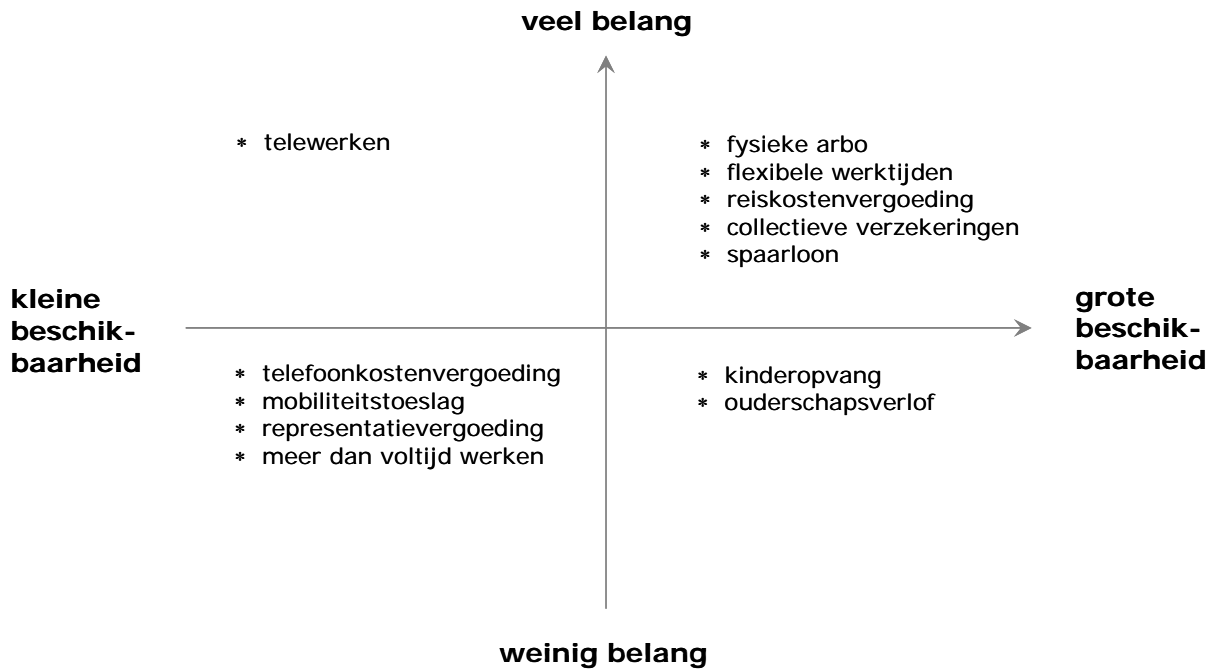 veel belang
* telewerken
* fysieke arbo
* flexibele werktijden
* reiskostenvergoeding
* collectieve verzekeringen
* spaarloon
kleine
beschik-
baarheid
grote
beschik-
baarheid
* telefoonkostenvergoeding
* mobiliteitstoeslag
* representatievergoeding
* meer dan voltijd werken
* kinderopvang
* ouderschapsverlof
weinig belang